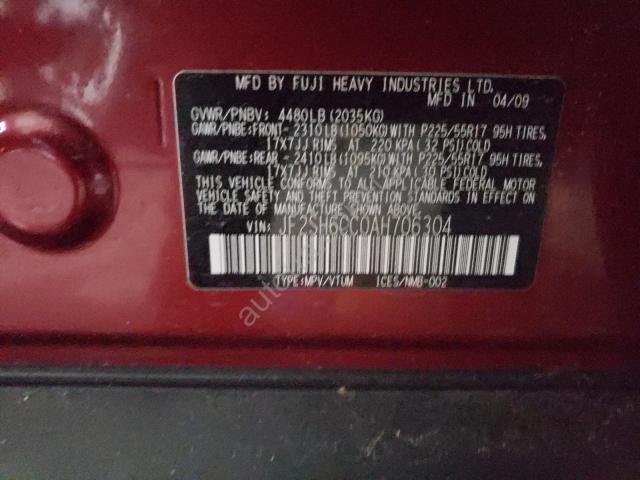 MFD BY FUJI HEAVY INDUSTRIES LTD.
MFD IN 04/09
GVWR/PNBV: 4480LB(2035KG)
GAWR/PNBE:FRONT- 2310LB(1050KG)WITH P225/55R17 95H TIRES,
17X7JJ RIMS AT 220 KPA( 32 PSI)COLD
GAWR/PNBE:REAR - 2410LB(1095KG)WITH P225/55R17 95H TIRES,
17X7JJ RIMS AT 210 KPA( 30 PSI)COLD
THIS VEHICLE CONFORMS TO ALL APPLICABLE FEDERAL MOTOR
VEHICLE SAFETY AND THEFT PREVENTION STANDARDS IN EFFECT ON
THE DATE OF MANUFACTURE SHOWN ABOVE.
VIN: JF2SH6CC0AH706304
TYPE:MPV/VTUM ICES/NMB-002